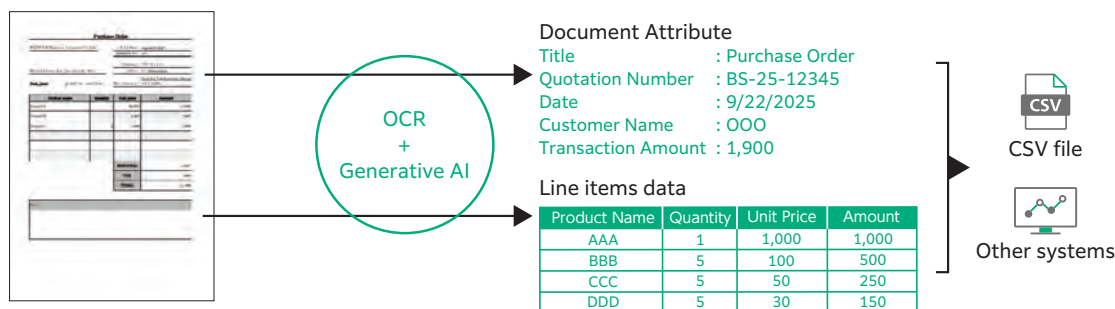 Purchase Order
OCR
+
Generative AI
Document Attribute
Title : Purchase Order
Quotation Number : BS-25-12345
Date : 9/22/2025
Customer Name : OOO
Transaction Amount : 1,900
Line items data
Product Name Quantity Unit Price Amount
AAA 1 1,000 1,000
BBB 5 100 500
CCC 5 50 250
DDD 5 30 150
CSV
CSV file
Other systems